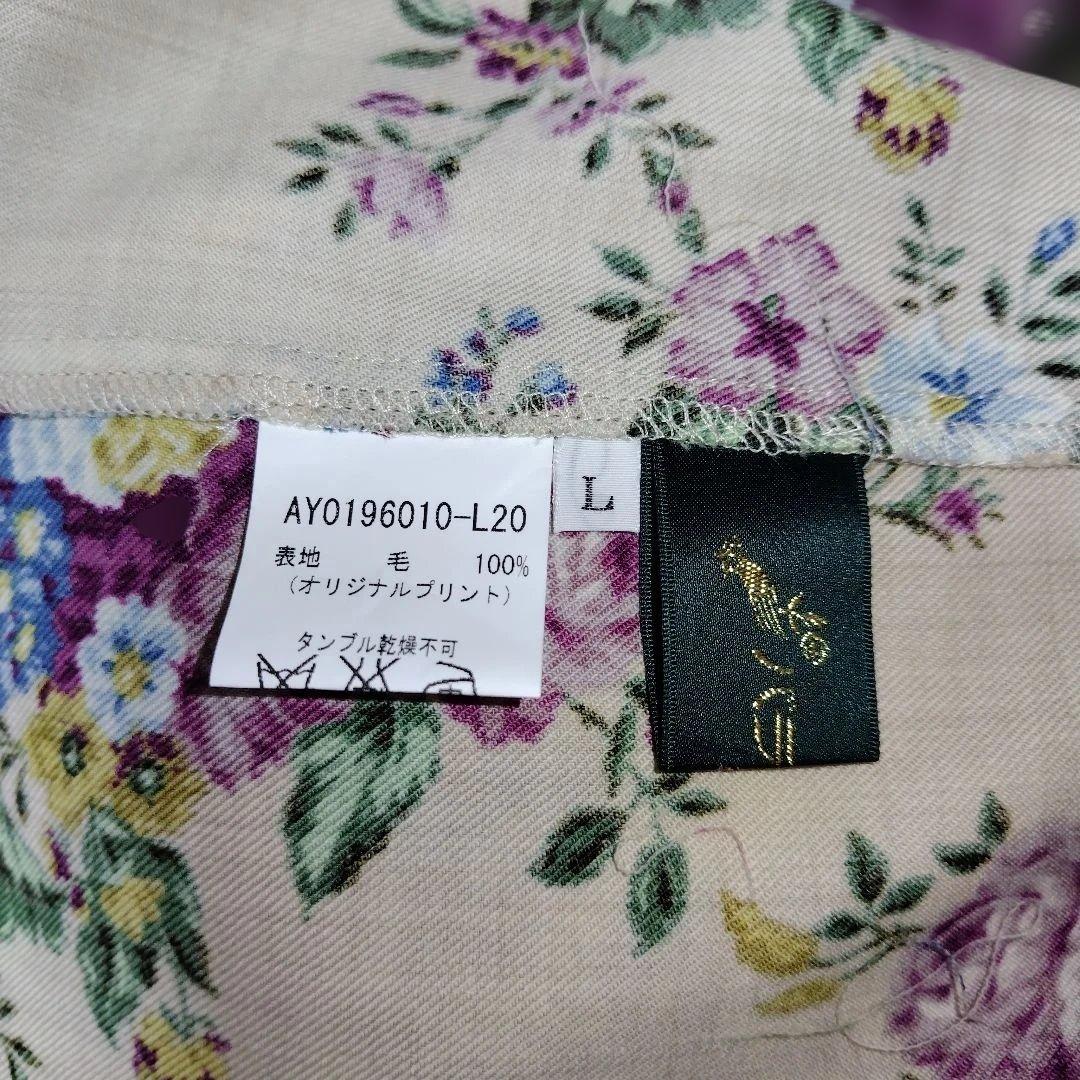 AY0196010-L20
表地 毛 100%
(オリジナルプリント)
タンブル乾燥不可
L